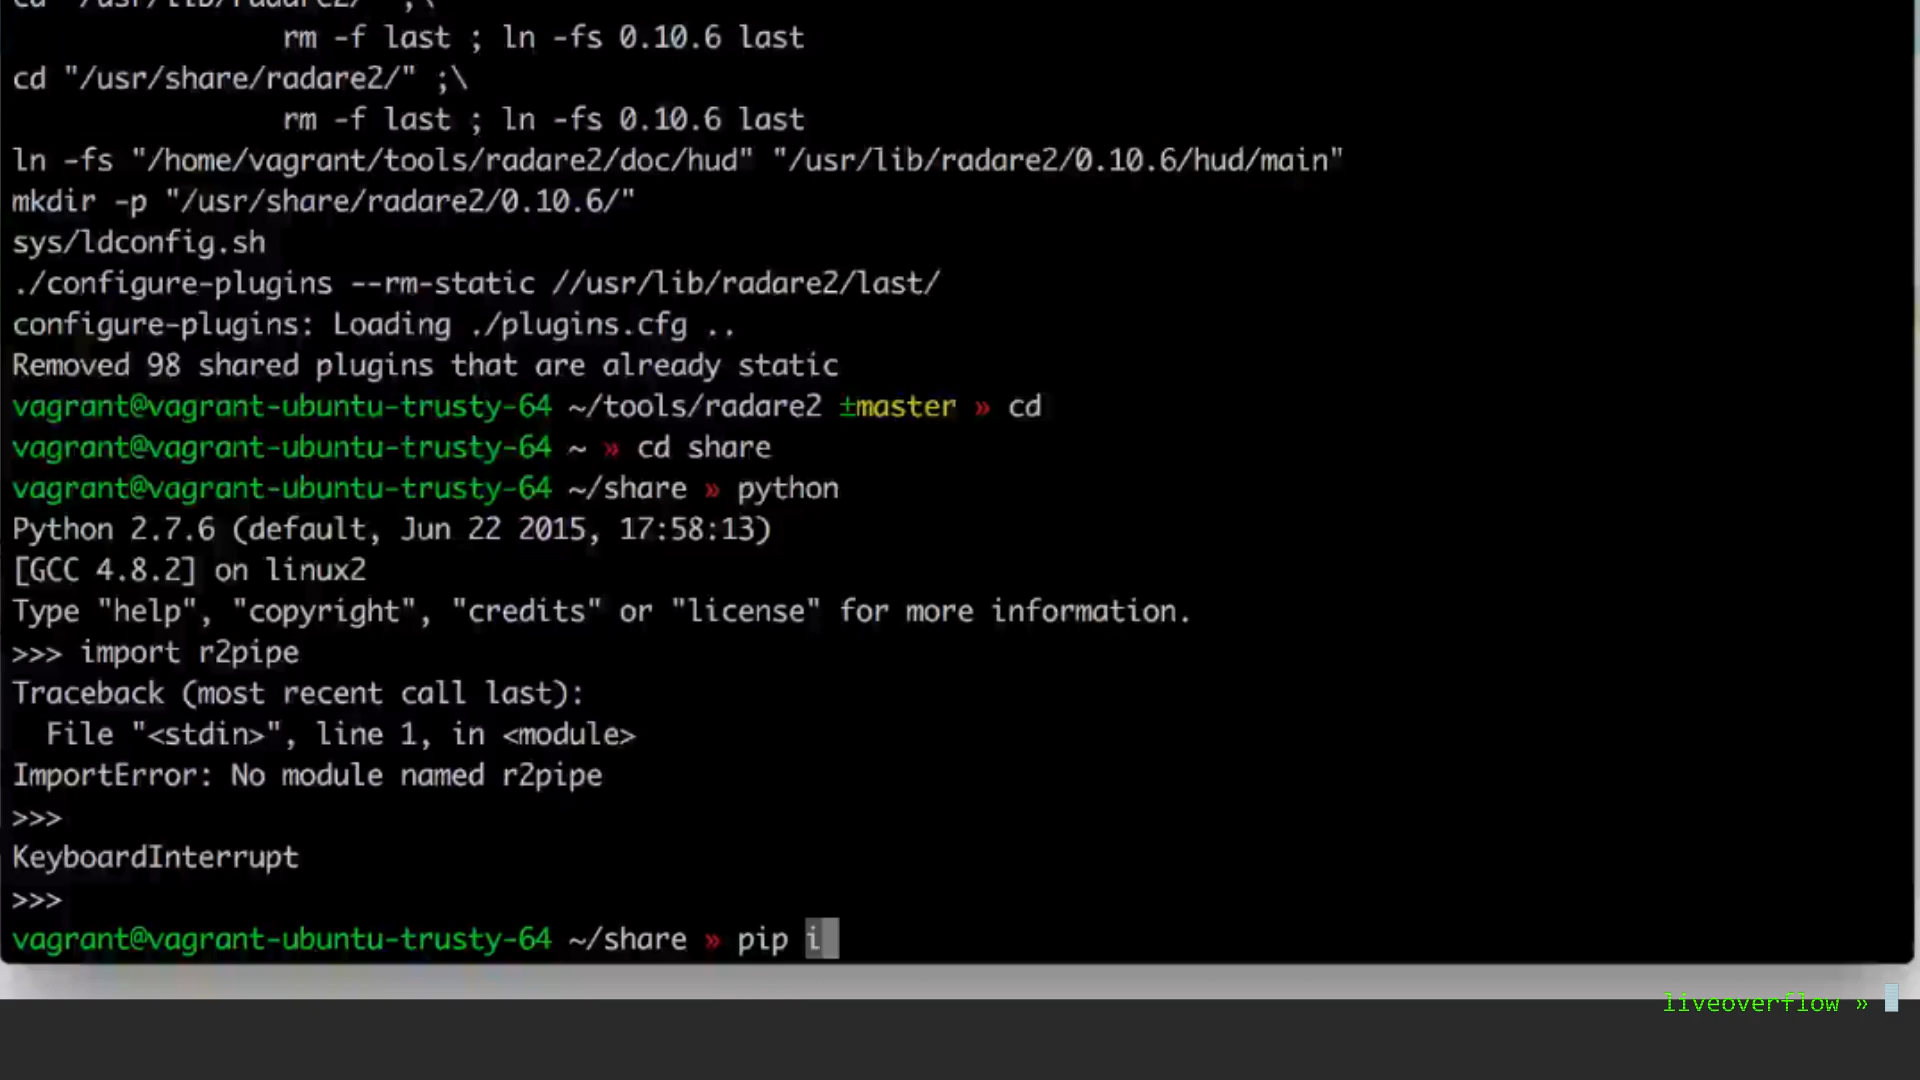 cd "/usr/lib/radare2/" ;\
rm -f last ; ln -fs 0.10.6 last
cd "/usr/share/radare2/" ;\
rm -f last ; ln -fs 0.10.6 last
ln -fs "/home/vagrant/tools/radare2/doc/hud" "/usr/lib/radare2/0.10.6/hud/main"
mkdir -p "/usr/share/radare2/0.10.6/"
sys/ldconfig.sh
./configure-plugins --rm-static //usr/lib/radare2/last/
configure-plugins: Loading ./plugins.cfg ..
Removed 98 shared plugins that are already static
vagrant@vagrant-ubuntu-trusty-64 ~/tools/radare2 ±master » cd
vagrant@vagrant-ubuntu-trusty-64 ~ » cd share
vagrant@vagrant-ubuntu-trusty-64 ~/share » python
Python 2.7.6 (default, Jun 22 2015, 17:58:13)
[GCC 4.8.2] on linux2
Type "help", "copyright", "credits" or "license" for more information.
>>> import r2pipe
Traceback (most recent call last):
  File "<stdin>", line 1, in <module>
ImportError: No module named r2pipe
>>>
KeyboardInterrupt
>>>
vagrant@vagrant-ubuntu-trusty-64 ~/share » pip i
liveoverflow »